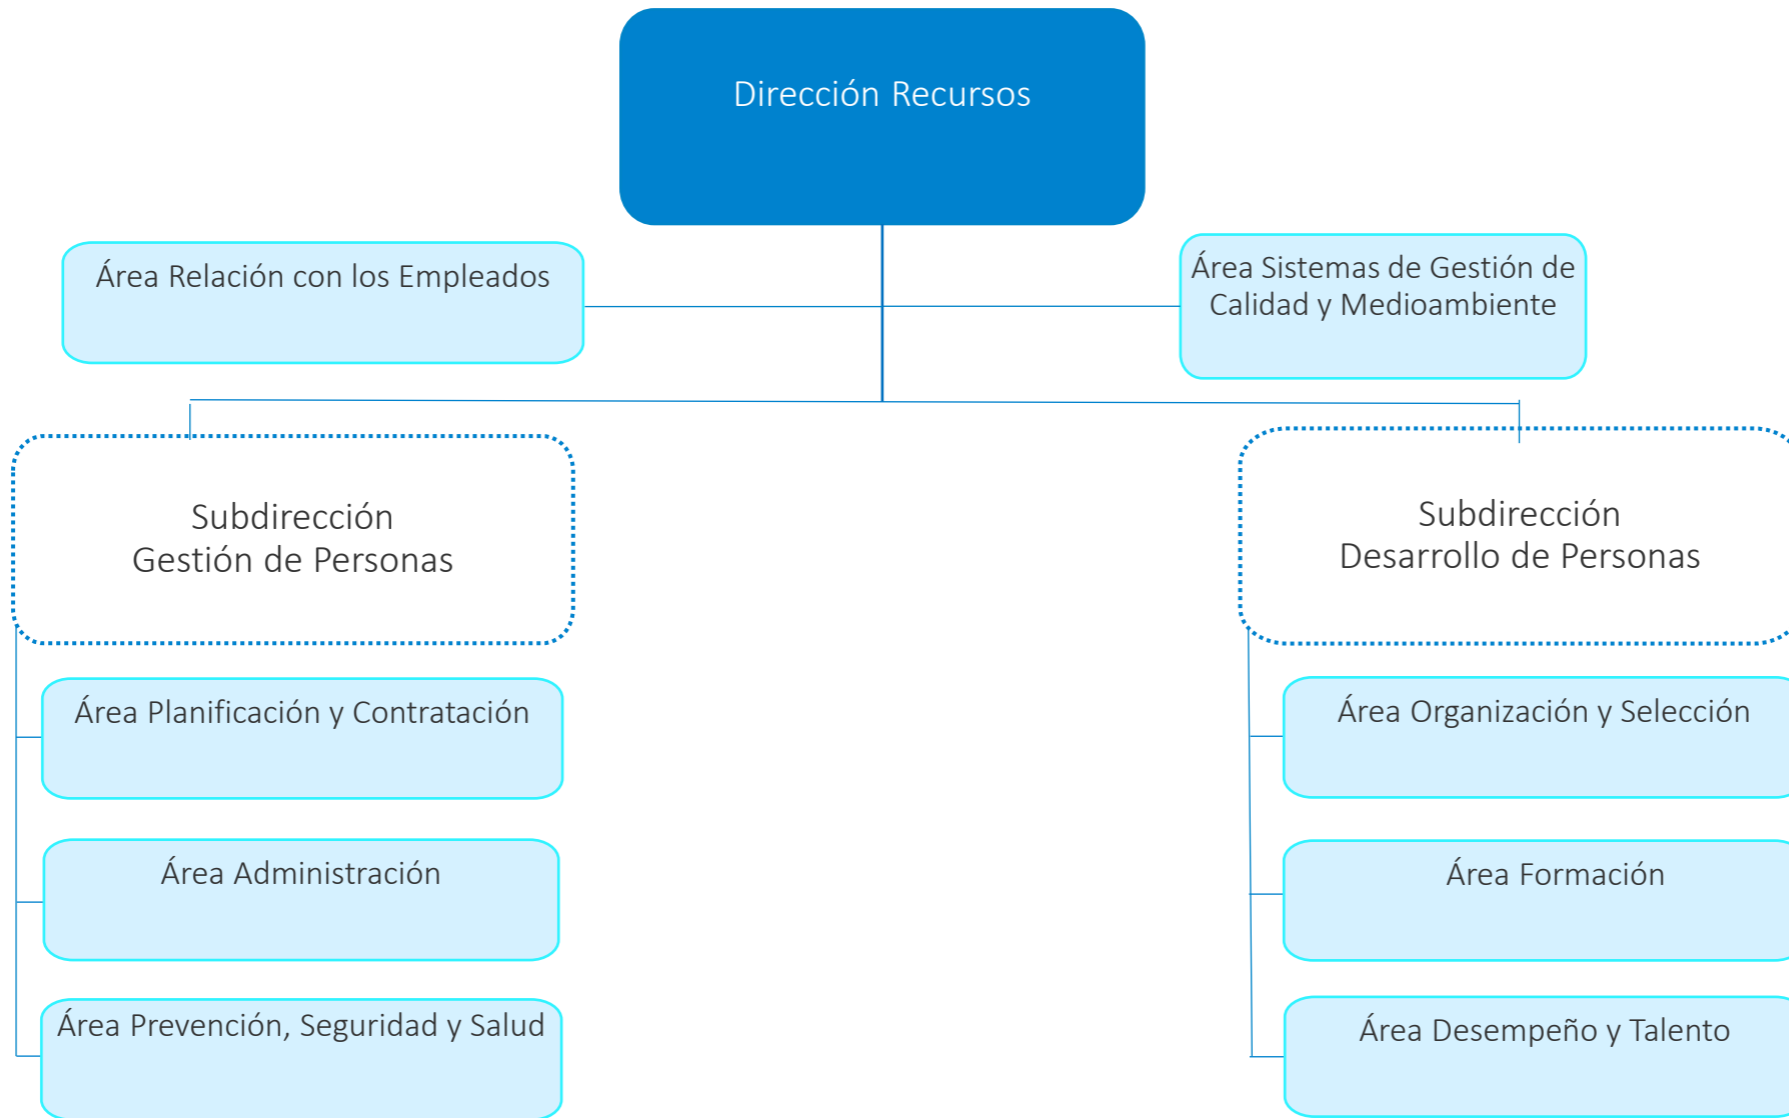 Dirección Recursos
Área Relación con los Empleados
Área Sistemas de Gestión de
Calidad y Medioambiente
Subdirección
Gestión de Personas
Subdirección
Desarrollo de Personas
Área Planificación y Contratación
Área Organización y Selección
Área Administración
Área Formación
Área Prevención, Seguridad y Salud
Área Desempeño y Talento